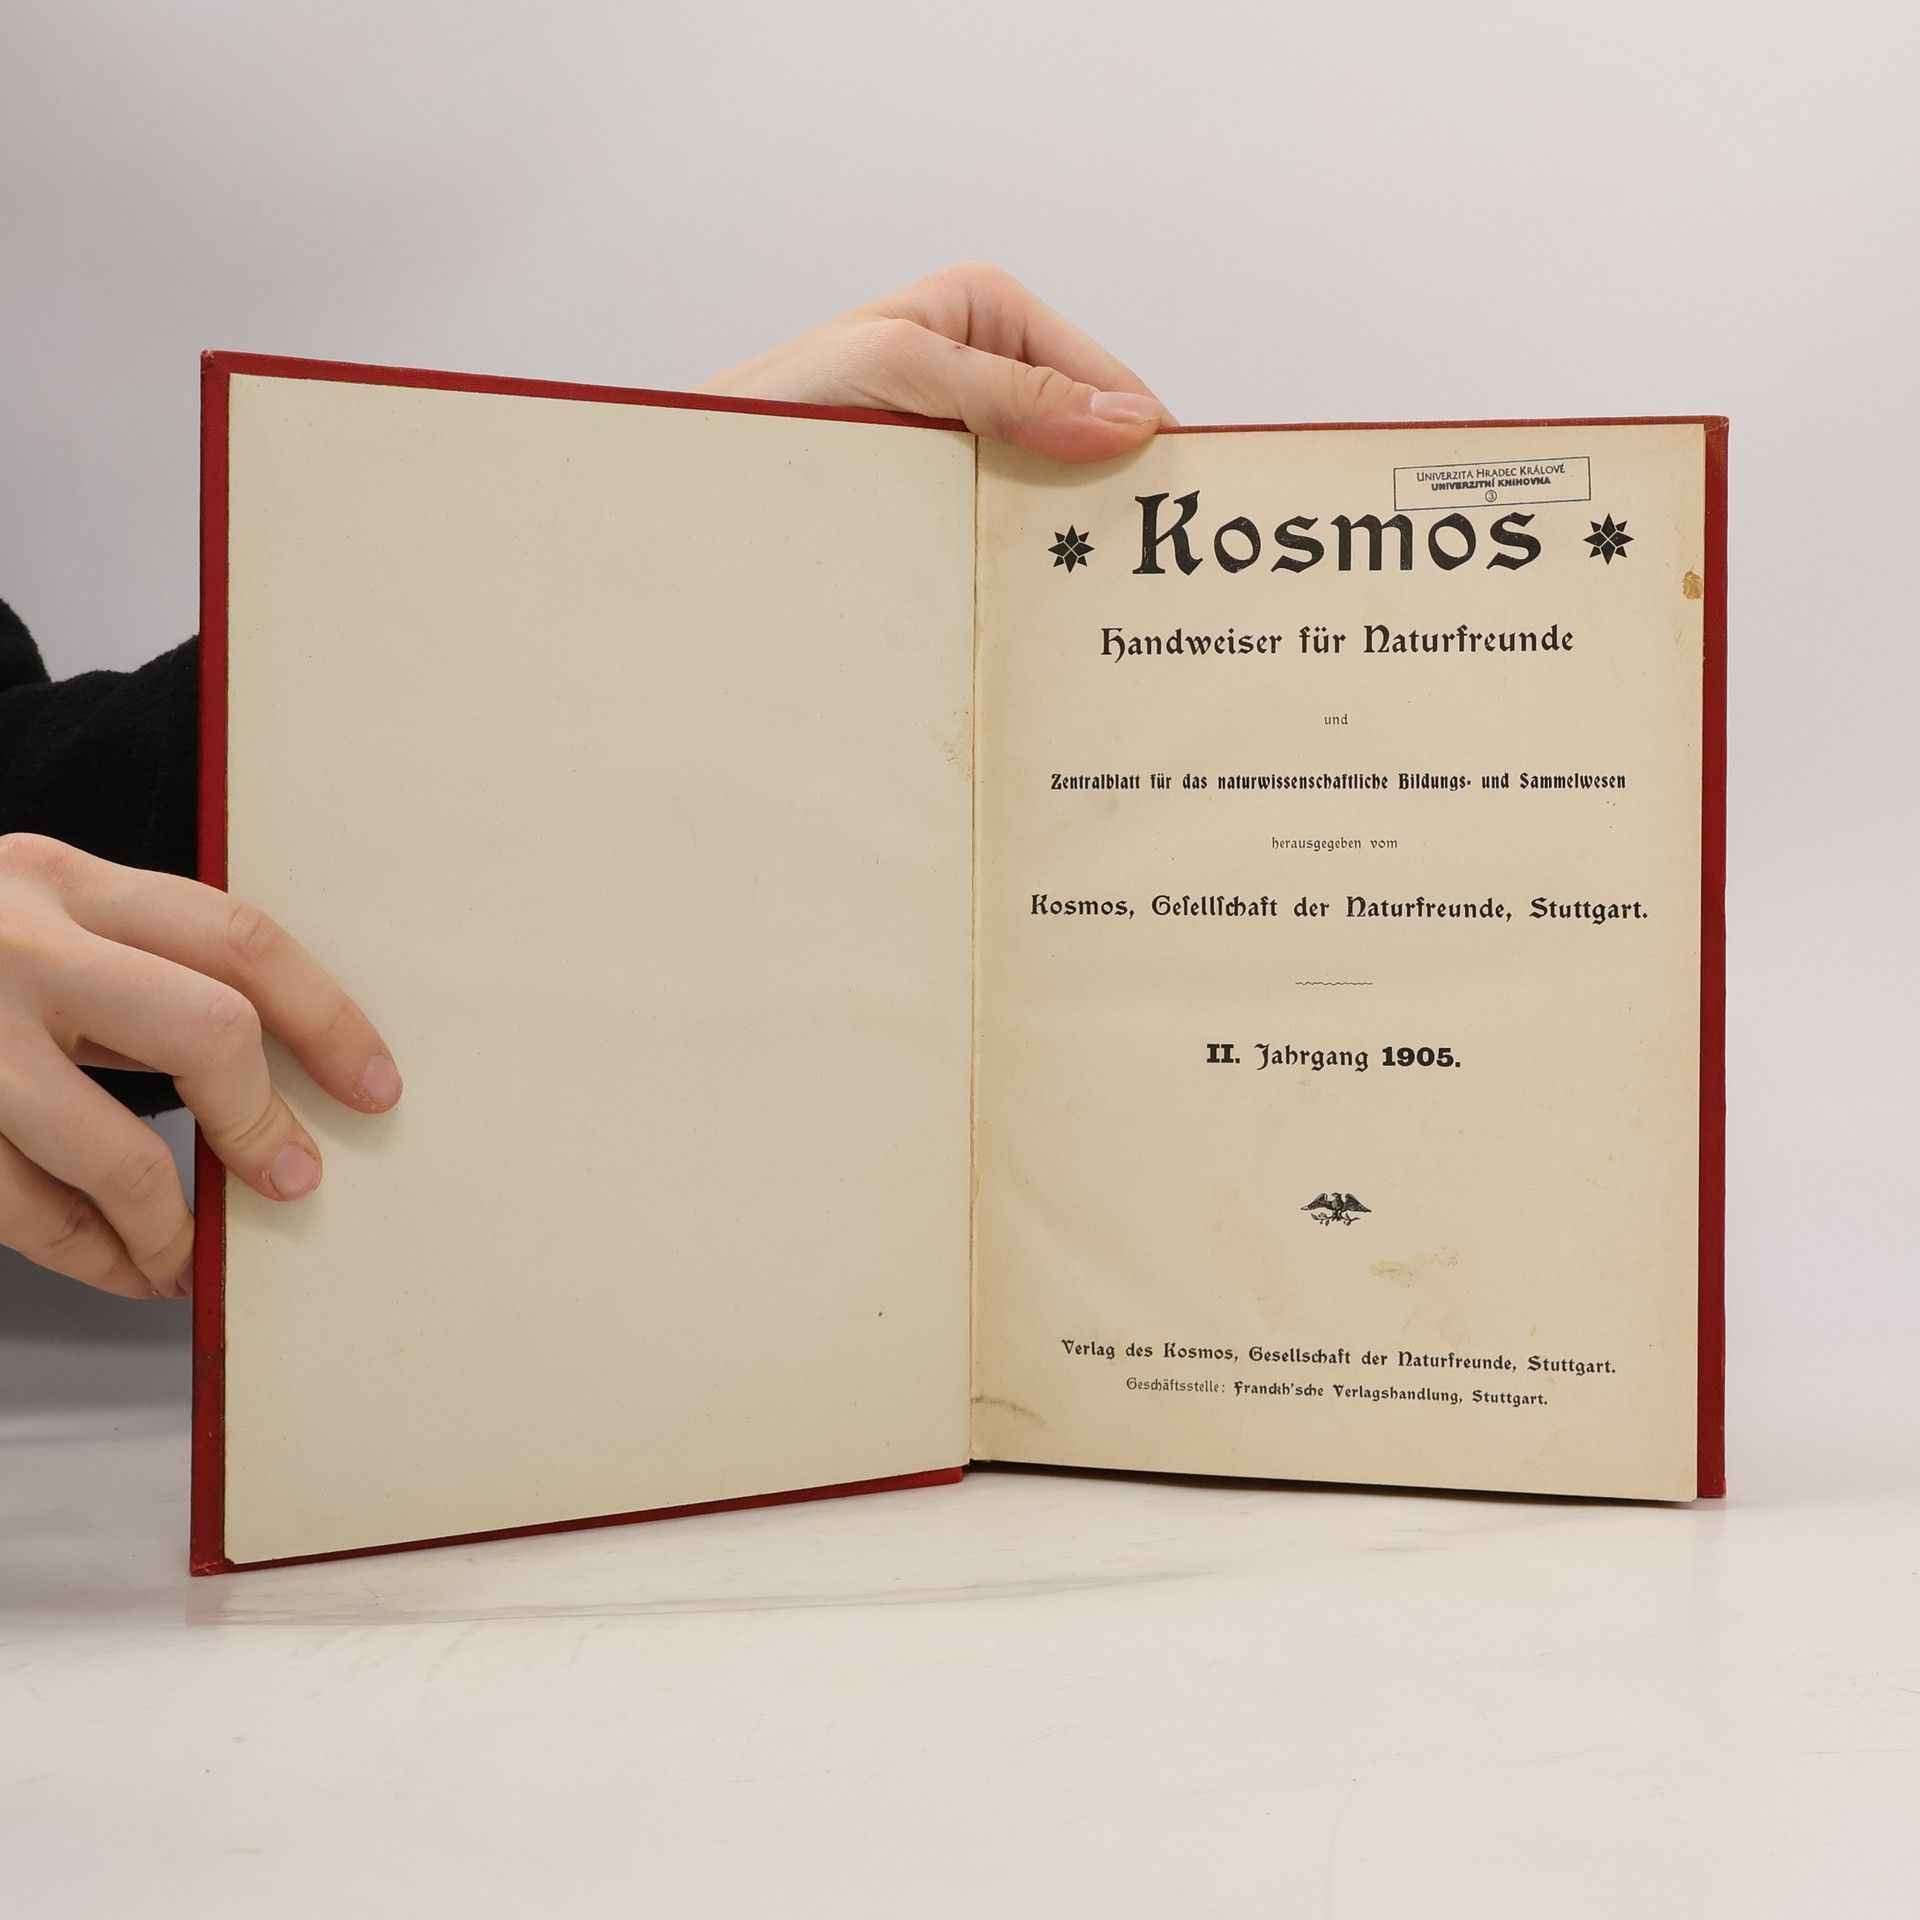 UNIVERZITA HRADEC KRÁLOVÉ
UNIVERZITNÍ KNIHOVNA
3
Kosmos
Handweiser für Naturfreunde
und
Zentralblatt für das naturwissenschaftliche Bildungs- und Sammelwesen
herausgegeben vom
Kosmos, Geſellſchaft der Naturfreunde, Stuttgart.
II. Jahrgang 1905.
Verlag des Kosmos, Gesellschaft der Naturfreunde, Stuttgart.
Geschäftsstelle: Franckh'sche Verlagshandlung, Stuttgart.